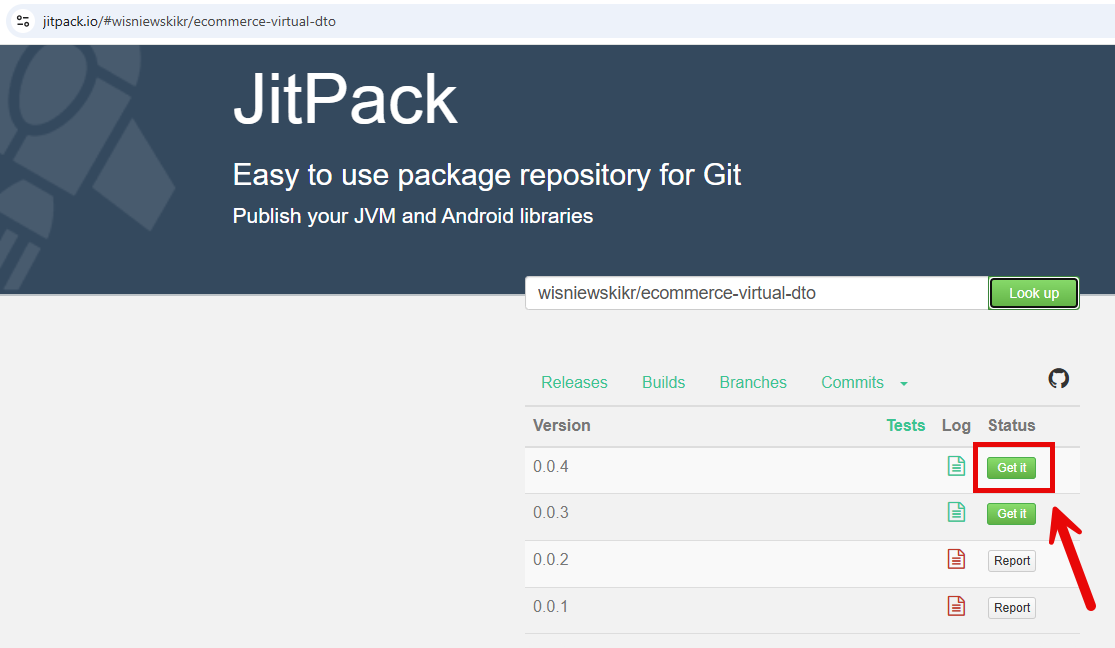 jitpack.io/#wisniewskikr/ecommerce-virtual-dto
JitPack
Easy to use package repository for Git
Publish your JVM and Android libraries
wisniewskikr/ecommerce-virtual-dto Look up
Releases Builds Branches Commits
Version Tests Log Status
0.0.4 Get it
0.0.3 Get it
0.0.2 Report
0.0.1 Report